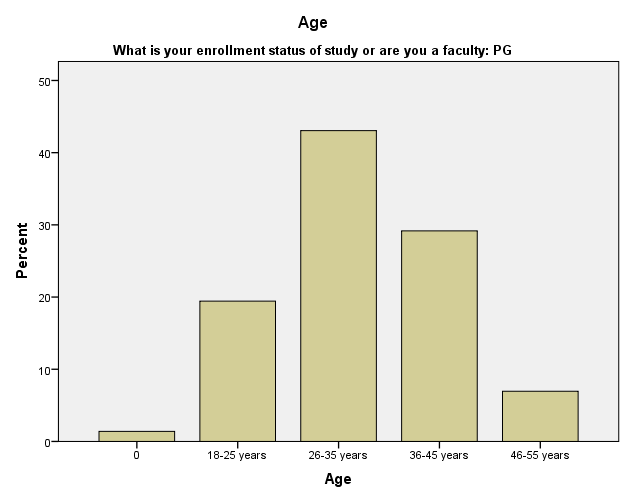 Age
What is your enrollment status of study or are you a faculty: PG
50
40
30
20
10
0
Percent
0 18-25 years 26-35 years 36-45 years 46-55 years
Age